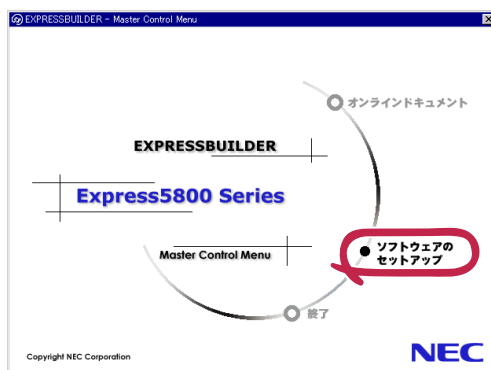 EXPRESSBUILDER - Master Control Menu
オンラインドキュメント
EXPRESSBUILDER
Express5800 Series
ソフトウェアの
セットアップ
Master Control Menu
終了
Copyright NEC Corporation
NEC